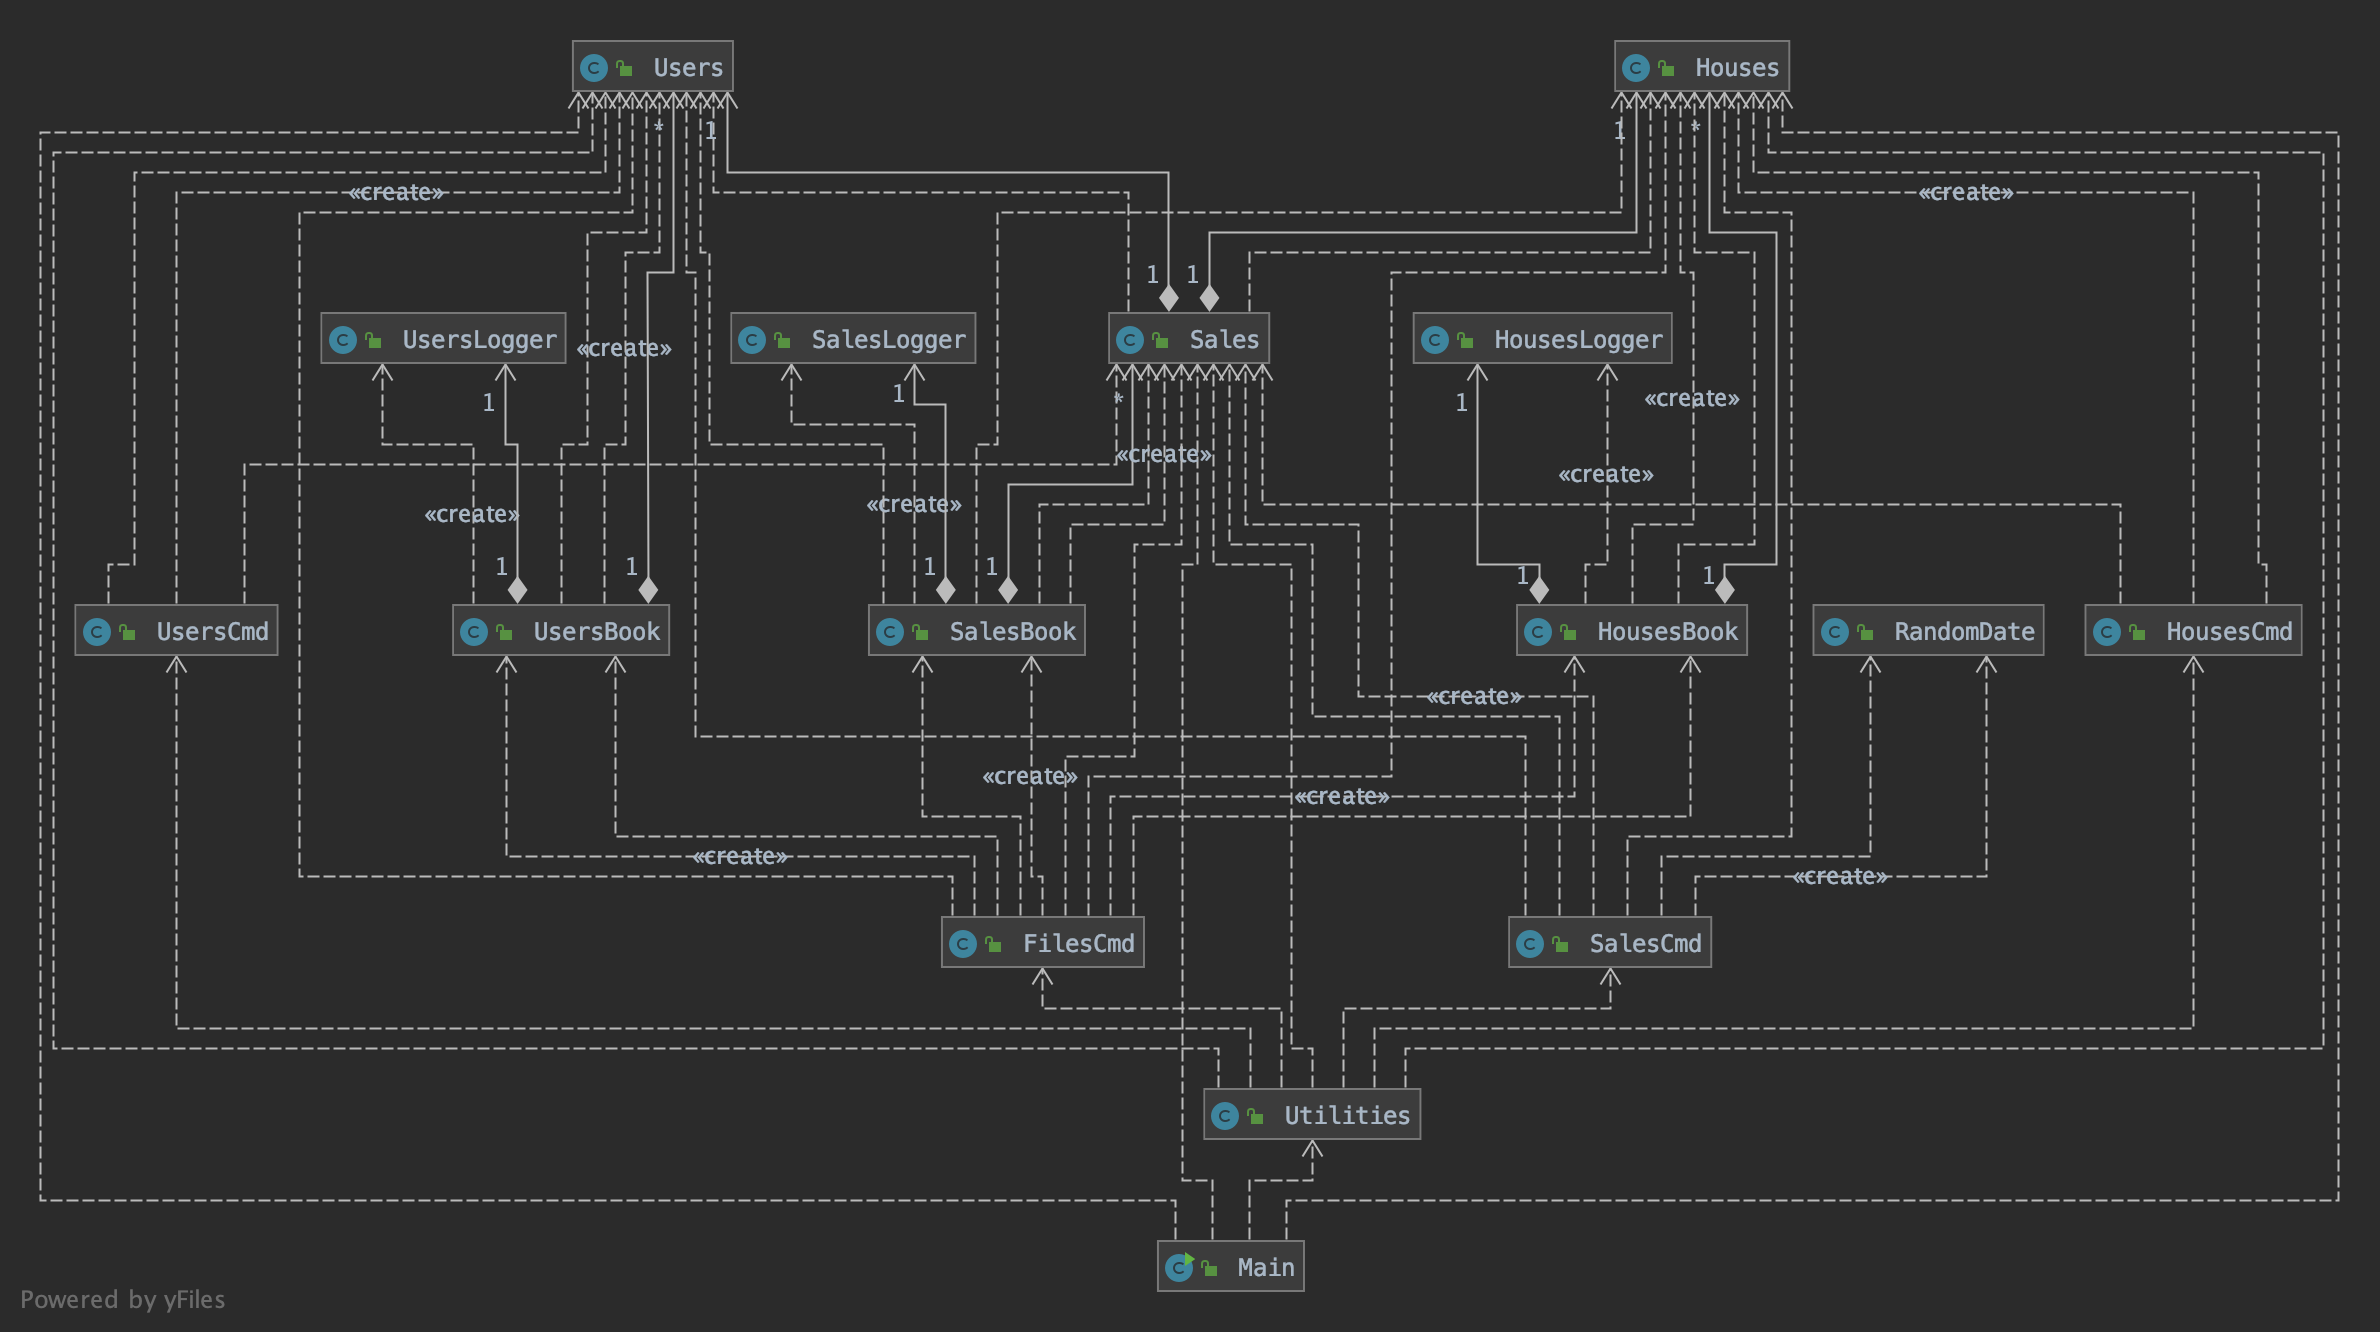 Users
Houses
*
1
1
*
«create»
«create»
1
1
UsersLogger
SalesLogger
Sales
HousesLogger
«create»
1
1
*
1
«create»
«create»
«create»
«create»
«create»
1
1
1
1
1
1
UsersCmd
UsersBook
SalesBook
HousesBook
RandomDate
HousesCmd
«create»
«create»
«create»
«create»
«create»
FilesCmd
SalesCmd
Utilities
Main
Powered by yFiles